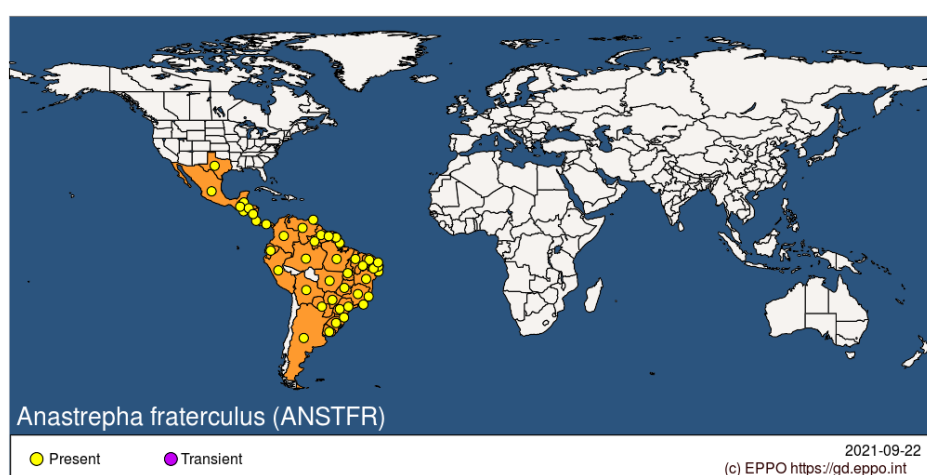 Anastrepha fraterculus (ANSTFR)
Present
Transient
2021-09-22
(c) EPPO https://gd.eppo.int